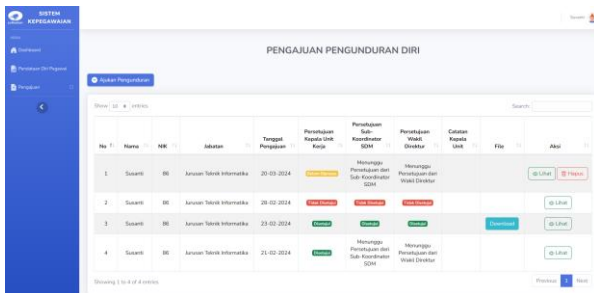 SISTEM
KEPEGAWAIAN
Dashboard
Pengajuan
PENGAJUAN PENGUNDURAN DIRI
Ajukan Pengunduran
Show 10 entries
Search:
No Nama NIK Jabatan Tanggal Pengajuan Persetujuan Kepala Unit Kerja Persetujuan Sub-Koordinator SDM Persetujuan Wakil Direktur Catatan Kepala Unit File Aksi
1 Susanti 86 Jurusan Teknik Informatika 20-03-2024 Menunggu Persetujuan dari Sub-Koordinator SDM Menunggu Persetujuan dari Wakil Direktur Lihat Hapus
2 Susanti 86 Jurusan Teknik Informatika 28-02-2024 Tidak Disetujui Tidak Disetujui Tidak Disetujui Lihat
3 Susanti 86 Jurusan Teknik Informatika 23-02-2024 Disetujui Disetujui Disetujui Download Lihat
4 Susanti 86 Jurusan Teknik Informatika 21-02-2024 Disetujui Menunggu Persetujuan dari Sub-Koordinator SDM Menunggu Persetujuan dari Wakil Direktur Lihat
Showing 1 to 4 of 4 entries
Previous 1 Next